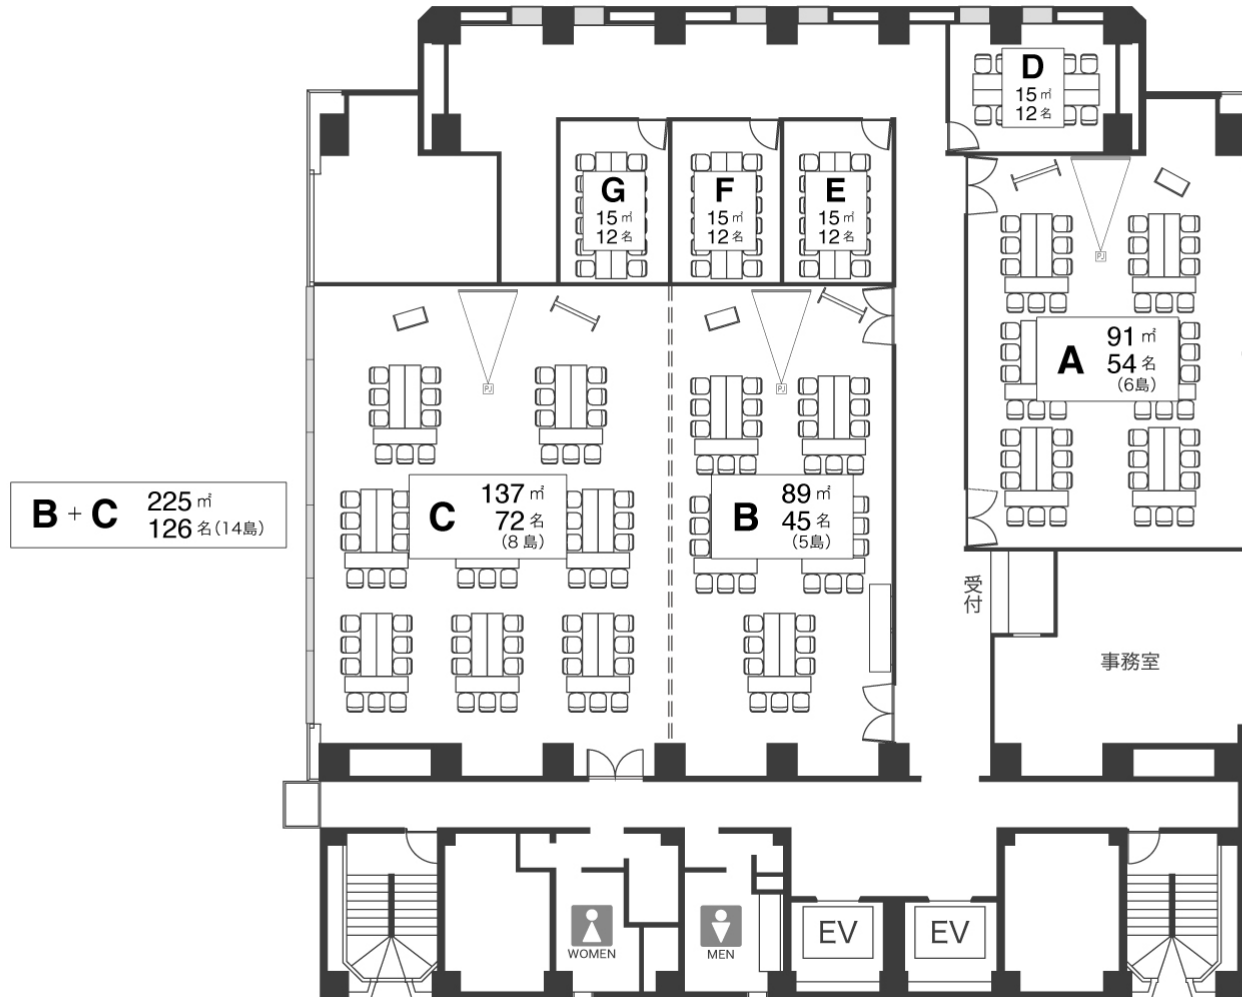 D
15㎡
12名
G
15㎡
12名
F
15㎡
12名
E
15㎡
12名
PJ
A
91㎡
54名
(6島)
PJ
PJ
B+C
225㎡
126名(14島)
C
137㎡
72名
(8島)
B
89㎡
45名
(5島)
受付
事務室
WOMEN
MEN
EV
EV